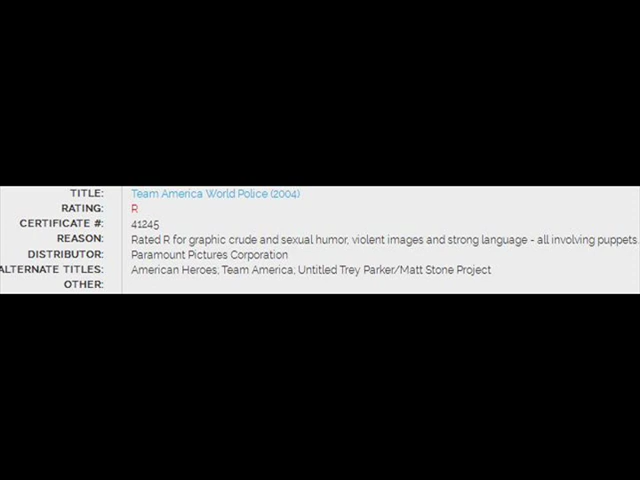 TITLE: Team America World Police (2004)
RATING: R
CERTIFICATE #: 41245
REASON: Rated R for graphic crude and sexual humor, violent images and strong language - all involving puppets.
DISTRIBUTOR: Paramount Pictures Corporation
ALTERNATE TITLES: American Heroes; Team America; Untitled Trey Parker/Matt Stone Project
OTHER: